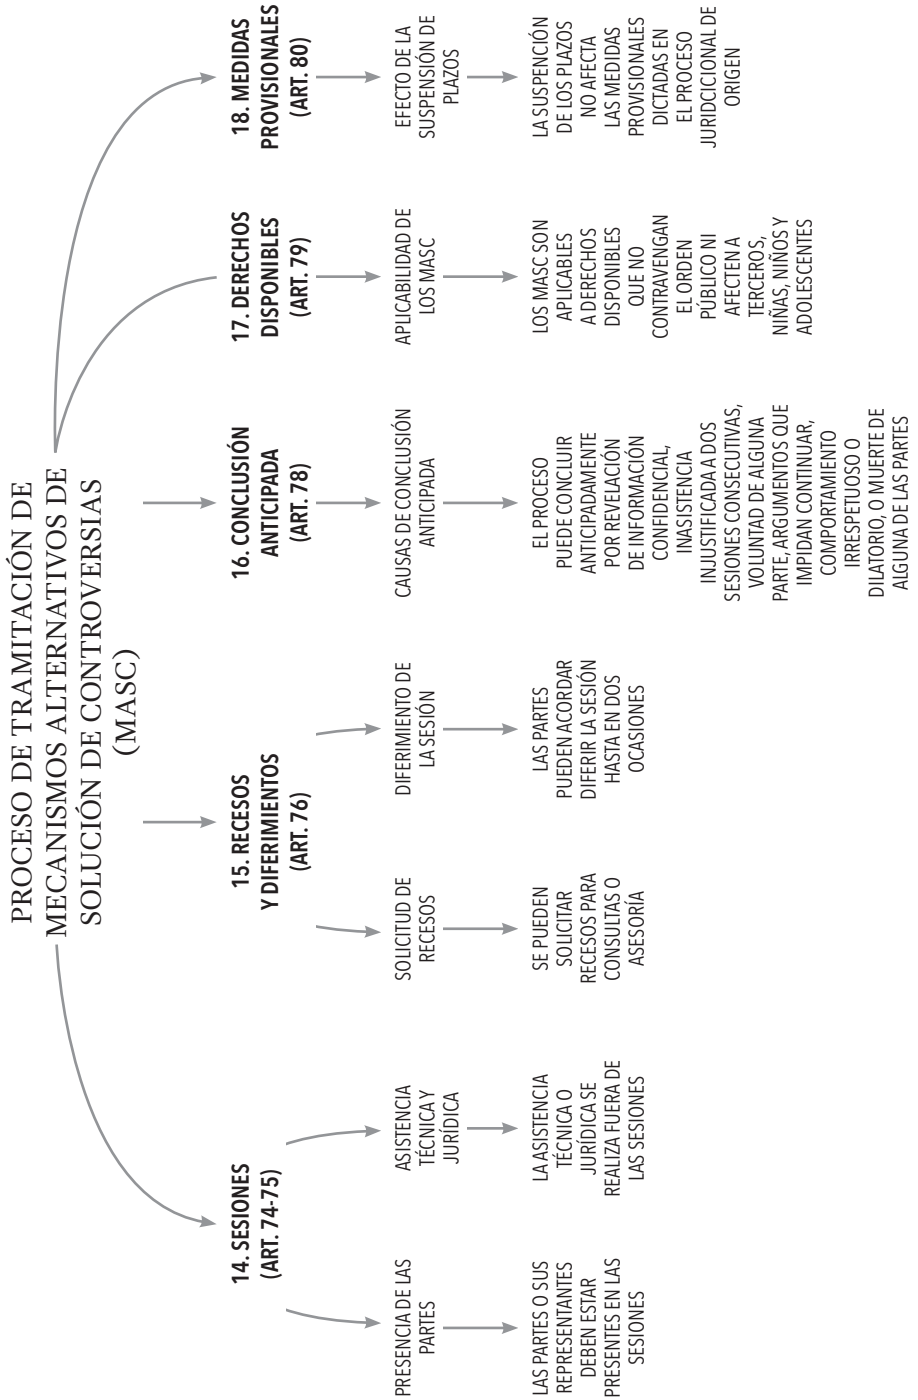 PROCESO DE TRAMITACIÓN DE
MECANISMOS ALTERNATIVOS DE
SOLUCIÓN DE CONTROVERSIAS
(MASC)
14. SESIONES
(ART. 74-75)
PRESENCIA DE LAS
PARTES
LAS PARTES O SUS
REPRESENTANTES
DEBEN ESTAR
PRESENTES EN LAS
SESIONES
ASISTENCIA
TÉCNICA Y
JURÍDICA
LA ASISTENCIA
TÉCNICA O
JURÍDICA SE
REALIZA FUERA DE
LAS SESIONES
15. RECESOS
Y DIFERIMIENTOS
(ART. 76)
SOLICITUD DE
RECESOS
SE PUEDEN
SOLICITAR
RECESOS PARA
CONSULTAS O
ASESORÍA
DIFERIMIENTO DE
LA SESIÓN
LAS PARTES
PUEDEN ACORDAR
DIFERIR LA SESIÓN
HASTA EN DOS
OCASIONES
16. CONCLUSIÓN
ANTICIPADA
(ART. 78)
CAUSAS DE CONCLUSIÓN
ANTICIPADA
EL PROCESO
PUEDE CONCLUIR
ANTICIPADAMENTE
POR REVELACIÓN
DE INFORMACIÓN
CONFIDENCIAL,
INASISTENCIA
INJUSTIFICADA A DOS
SESIONES CONSECUTIVAS,
VOLUNTAD DE ALGUNA
PARTE, ARGUMENTOS QUE
IMPIDAN CONTINUAR,
COMPORTAMIENTO
IRRESPETUOSO O
DILATORIO, O MUERTE DE
ALGUNA DE LAS PARTES
17. DERECHOS
DISPONIBLES
(ART. 79)
APLICABILIDAD DE
LOS MASC
LOS MASC SON
APLICABLES
A DERECHOS
DISPONIBLES
QUE NO
CONTRAVENGAN
EL ORDEN
PÚBLICO NI
AFECTEN A
TERCEROS,
NIÑAS, NIÑOS Y
ADOLESCENTES
18. MEDIDAS
PROVISIONALES
(ART. 80)
EFECTO DE LA
SUSPENSIÓN DE
PLAZOS
LA SUSPENCIÓN
DE LOS PLAZOS
NO AFECTA
LAS MEDIDAS
PROVISIONALES
DICTADAS EN
EL PROCESO
JURIDCICIONAL DE
ORIGEN